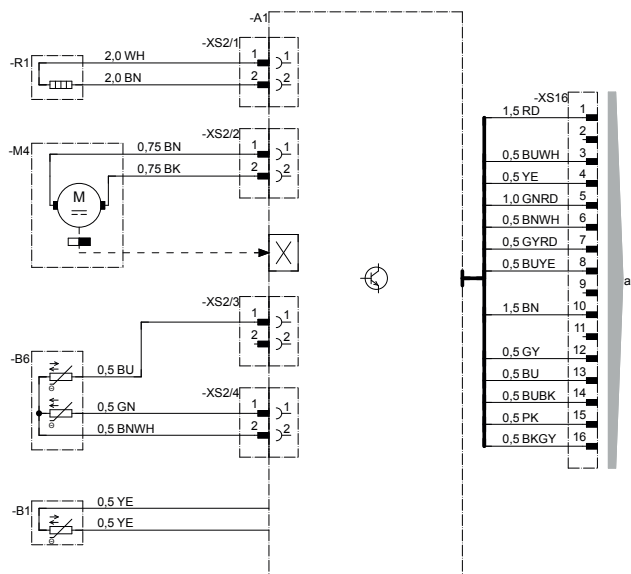 -A1
-XS2/1
-R1
2,0 WH
1 1
2,0 BN
2 2
-XS16
1,5 RD 1
2
-XS2/2
-M4
0,75 BN
1 1
0,5 BUWH 3
0,75 BK
2 2
0,5 YE 4
M
1,0 GNRD 5
0,5 BNWH 6
0,5 GYRD 7
0,5 BUYE 8
a
9
-XS2/3
1,5 BN 10
1 1
11
2 2
-B6
0,5 GY 12
0,5 BU
0,5 BU 13
-XS2/4
0,5 GN
1 1
0,5 BUBK 14
0,5 BNWH
2 2
0,5 PK 15
0,5 BKGY 16
-B1
0,5 YE
0,5 YE